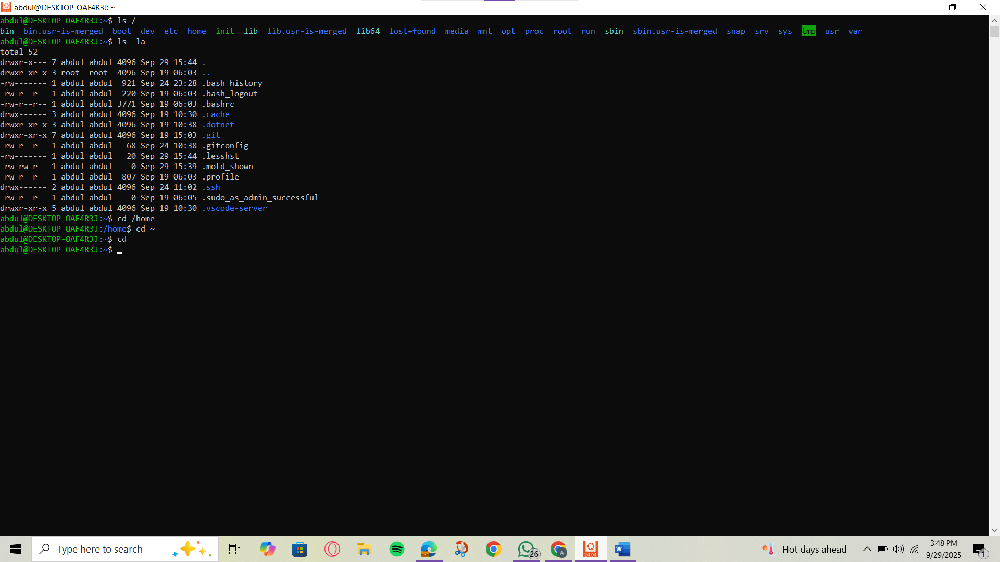 abdul@DESKTOP-OAF4R3J: ~
abdul@DESKTOP-OAF4R3J:~$ ls /
bin  bin.usr-is-merged  boot  dev  etc  home  init  lib  lib.usr-is-merged  lib64  lost+found  media  mnt  opt  proc  root  run  sbin  sbin.usr-is-merged  snap  srv  sys  tmp  usr  var
abdul@DESKTOP-OAF4R3J:~$ ls -la
total 52
drwxr-x--- 7 abdul abdul 4096 Sep 29 15:44 .
drwxr-xr-x 3 root  root  4096 Sep 19 06:03 ..
-rw------- 1 abdul abdul  921 Sep 24 23:28 .bash_history
-rw-r--r-- 1 abdul abdul  220 Sep 19 06:03 .bash_logout
-rw-r--r-- 1 abdul abdul 3771 Sep 19 06:03 .bashrc
drwx------ 3 abdul abdul 4096 Sep 19 10:30 .cache
drwxr-xr-x 3 abdul abdul 4096 Sep 19 10:38 .dotnet
drwxr-xr-x 7 abdul abdul 4096 Sep 19 15:03 .git
-rw-r--r-- 1 abdul abdul   68 Sep 24 10:38 .gitconfig
-rw------- 1 abdul abdul   20 Sep 29 15:44 .lesshst
-rw-rw-r-- 1 abdul abdul    0 Sep 29 15:39 .motd_shown
-rw-r--r-- 1 abdul abdul  807 Sep 19 06:03 .profile
drwx------ 2 abdul abdul 4096 Sep 24 11:02 .ssh
-rw-r--r-- 1 abdul abdul    0 Sep 19 06:05 .sudo_as_admin_successful
drwxr-xr-x 5 abdul abdul 4096 Sep 19 10:30 .vscode-server
abdul@DESKTOP-OAF4R3J:~$ cd /home
abdul@DESKTOP-OAF4R3J:/home$ cd ~
abdul@DESKTOP-OAF4R3J:~$ cd
abdul@DESKTOP-OAF4R3J:~$
Type here to search
26
A
24.04
W
Hot days ahead
3:48 PM
9/29/2025
1